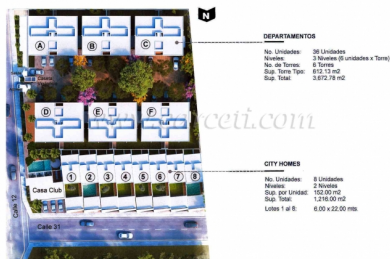 N
DEPARTAMENTOS
No. Unidades: 36 Unidades
Niveles: 3 Niveles (6 unidades x Torre)
No. de Torres: 6 Torres
Sup. Torre Tipo: 612.13 m2
Sup. Total: 3,672.78 m2
A B C
D E F
CITY HOMES
No. Unidades: 8 Unidades
Niveles: 2 Niveles
Sup. por Unidad: 152.00 m2
Sup. Total: 1,216.00 m2
Lotes 1 al 8: 6.00 x 22.00 mts.
1 2 3 4 5 6 7 8
Casa Club
Calle 12
Calle 31